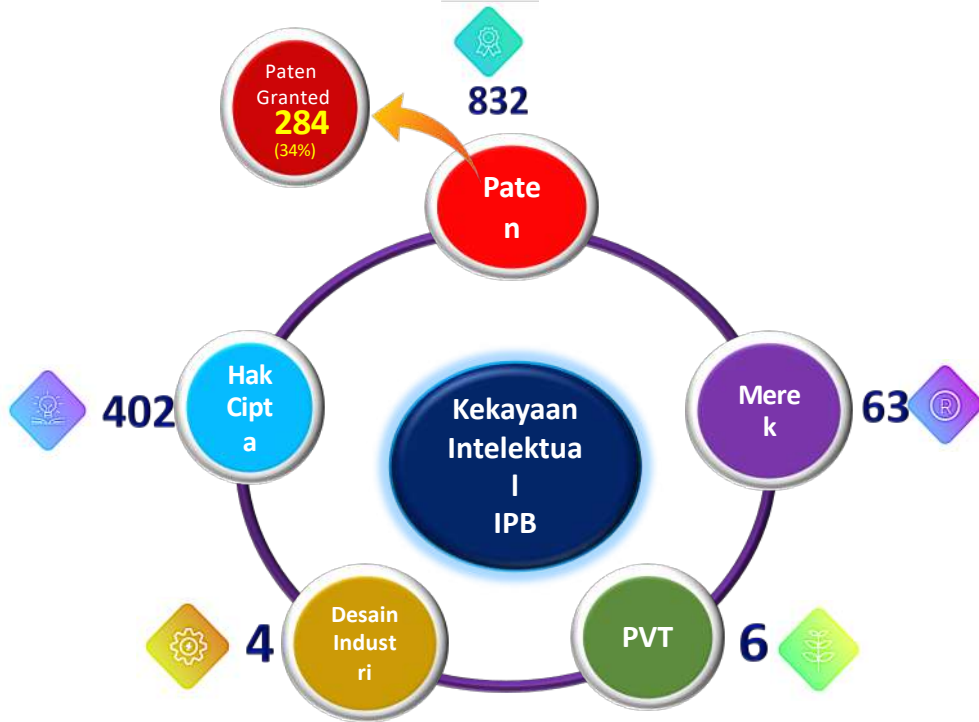 Paten
Granted
284
(34%)
832
Pate
n
Hak
Cipt
a
402
Kekayaan
Intelektua
l
IPB
Mere
k
63
R
Desain
Indust
ri
4
PVT
6